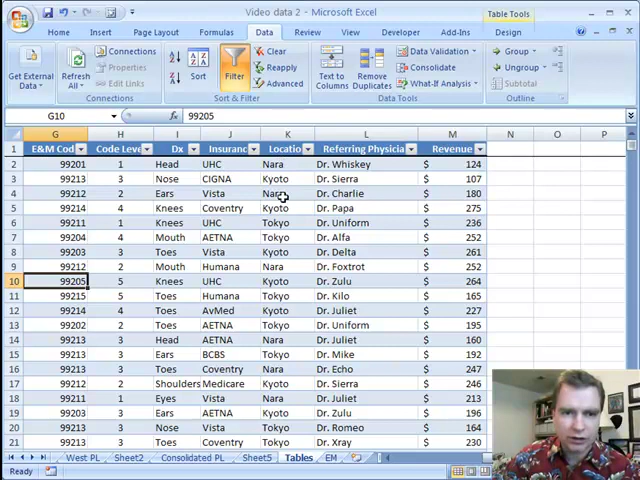 Video data 2 - Microsoft Excel
Table Tools
Home Insert Page Layout Formulas Data Review View Developer Add-Ins Design
Get External Data
Refresh All
Connections
Properties
Edit Links
Connections
Sort
Filter
Clear
Reapply
Advanced
Sort & Filter
Text to Columns
Remove Duplicates
Data Validation
Consolidate
What-If Analysis
Data Tools
Group
Ungroup
Subtotal
Outline
G10 fx 99205
G H I J K L M N O P
1 E&M Cod Code Leve Dx Insuranc Locatio Referring Physicia Revenue
2 99201 1 Head UHC Nara Dr. Whiskey $ 124
3 99213 3 Nose CIGNA Kyoto Dr. Sierra $ 107
4 99212 2 Ears Vista Nara Dr. Charlie $ 180
5 99214 4 Knees Coventry Kyoto Dr. Papa $ 275
6 99211 1 Knees UHC Tokyo Dr. Uniform $ 236
7 99204 4 Mouth AETNA Tokyo Dr. Alfa $ 252
8 99203 3 Toes Vista Kyoto Dr. Delta $ 261
9 99212 2 Mouth Humana Nara Dr. Foxtrot $ 252
10 99205 5 Knees UHC Kyoto Dr. Zulu $ 264
11 99215 5 Toes Humana Tokyo Dr. Kilo $ 165
12 99214 4 Toes AvMed Kyoto Dr. Juliet $ 227
13 99202 2 Toes AETNA Tokyo Dr. Uniform $ 195
14 99213 3 Head AETNA Nara Dr. Juliet $ 160
15 99213 3 Ears BCBS Tokyo Dr. Mike $ 192
16 99213 3 Toes Coventry Nara Dr. Echo $ 247
17 99212 2 Shoulders Medicare Kyoto Dr. Sierra $ 246
18 99211 1 Eyes Vista Nara Dr. Juliet $ 213
19 99203 3 Ears AETNA Kyoto Dr. Zulu $ 196
20 99213 3 Nose Vista Tokyo Dr. Romeo $ 164
21 99213 3 Toes Coventry Tokyo Dr. Xray $ 230
West PL Sheet2 Consolidated PL Sheet5 Tables EM
Ready